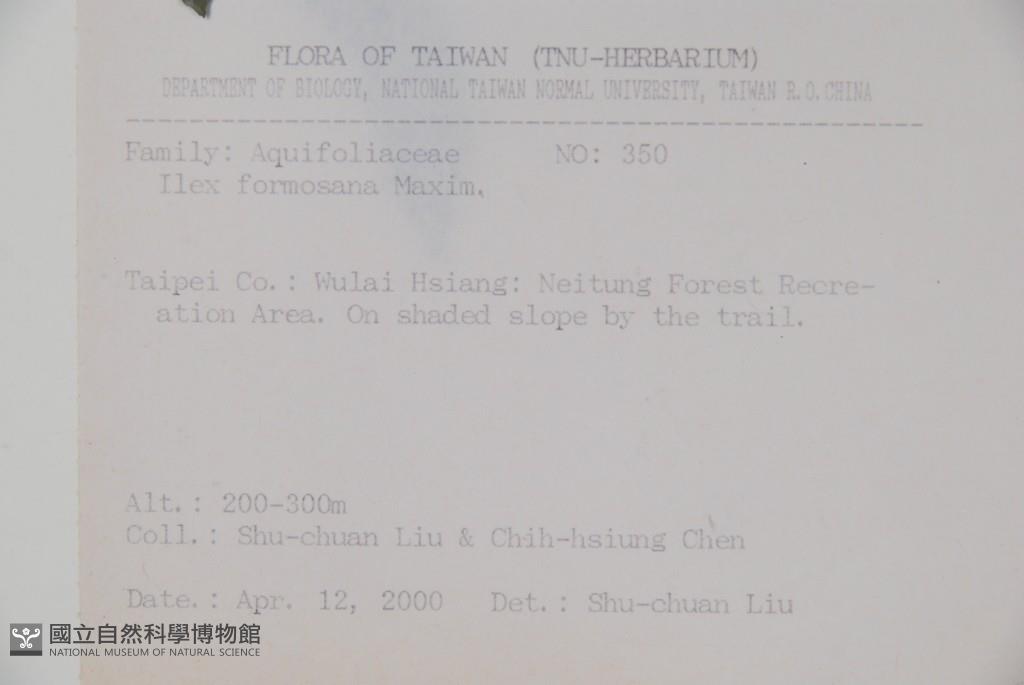 FLORA OF TAIWAN (TNU-HERBARIUM)
DEPARTMENT OF BIOLOGY, NATIONAL TAIWAN NORMAL UNIVERSITY, TAIWAN R.O.CHINA
Family: Aquifoliaceae NO: 350
Ilex formosana Maxim.
Taipei Co.: Wulai Hsiang: Neitung Forest Recre-
ation Area. On shaded slope by the trail.
Alt.: 200-300m
Coll.: Shu-chuan Liu & Chih-hsiung Chen
Date.: Apr. 12, 2000 Det.: Shu-chuan Liu
國立自然科學博物館
NATIONAL MUSEUM OF NATURAL SCIENCE